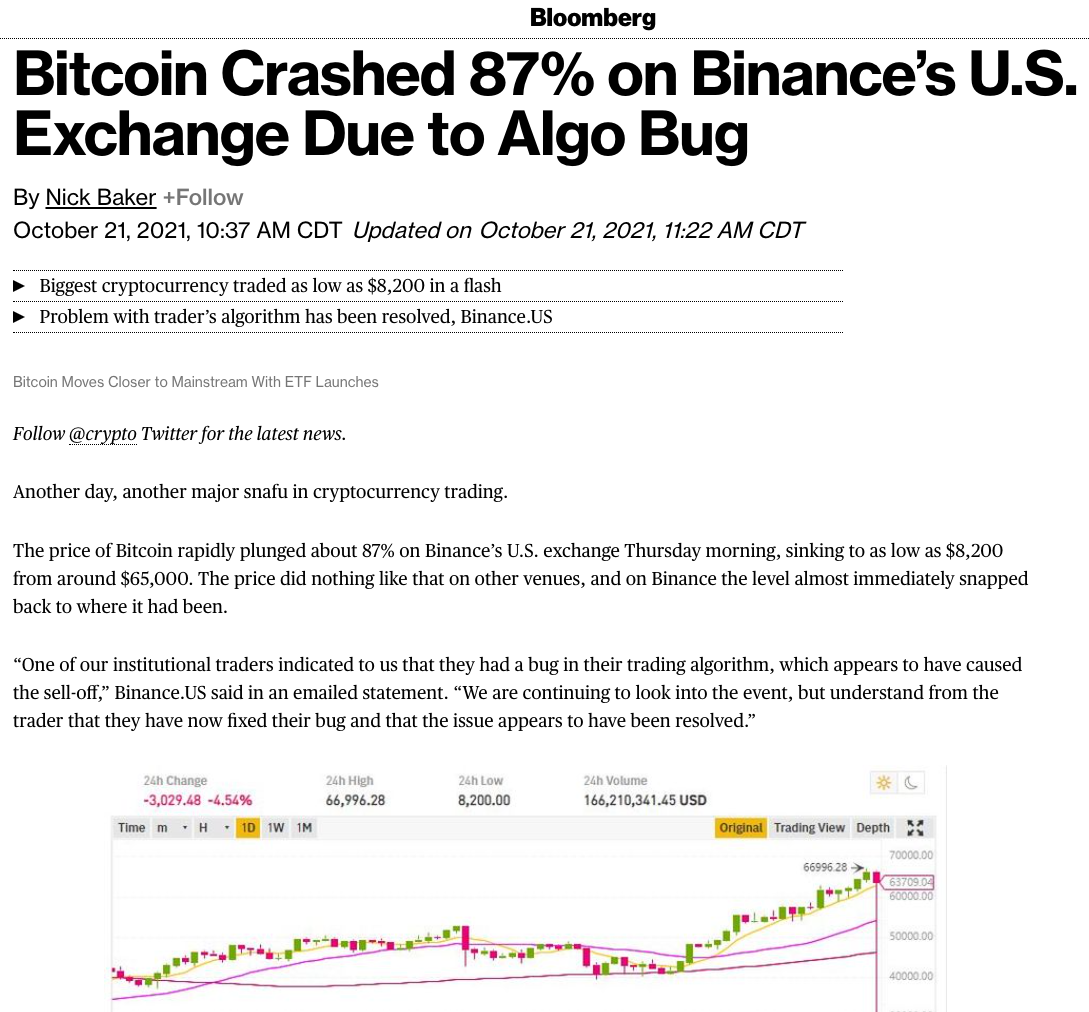 Bloomberg
Bitcoin Crashed 87% on Binance’s U.S.
Exchange Due to Algo Bug
By Nick Baker +Follow
October 21, 2021, 10:37 AM CDT Updated on October 21, 2021, 11:22 AM CDT
▶ Biggest cryptocurrency traded as low as $8,200 in a flash
▶ Problem with trader’s algorithm has been resolved, Binance.US
Bitcoin Moves Closer to Mainstream With ETF Launches
Follow @crypto Twitter for the latest news.
Another day, another major snafu in cryptocurrency trading.
The price of Bitcoin rapidly plunged about 87% on Binance’s U.S. exchange Thursday morning, sinking to as low as $8,200
from around $65,000. The price did nothing like that on other venues, and on Binance the level almost immediately snapped
back to where it had been.
“One of our institutional traders indicated to us that they had a bug in their trading algorithm, which appears to have caused
the sell-off,” Binance.US said in an emailed statement. “We are continuing to look into the event, but understand from the
trader that they have now fixed their bug and that the issue appears to have been resolved.”
24h Change 24h High 24h Low 24h Volume
-3,029.48 -4.54% 66,996.28 8,200.00 166,210,341.45 USD
Time m H 1D 1W 1M Original Trading View Depth
70000.00
66996.28
63709.04
60000.00
50000.00
40000.00